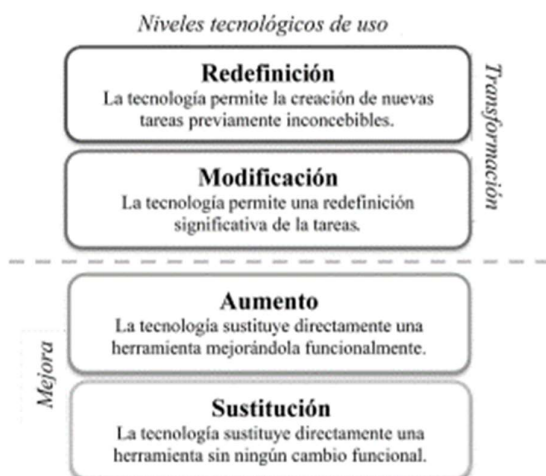 Niveles tecnológicos de uso
Redefinición
La tecnología permite la creación de nuevas
tareas previamente inconcebibles.
Modificación
La tecnología permite una redefinición
significativa de la tareas.
Transformación
Aumento
La tecnología sustituye directamente una
herramienta mejorándola funcionalmente.
Sustitución
La tecnología sustituye directamente una
herramienta sin ningún cambio funcional.
Mejora